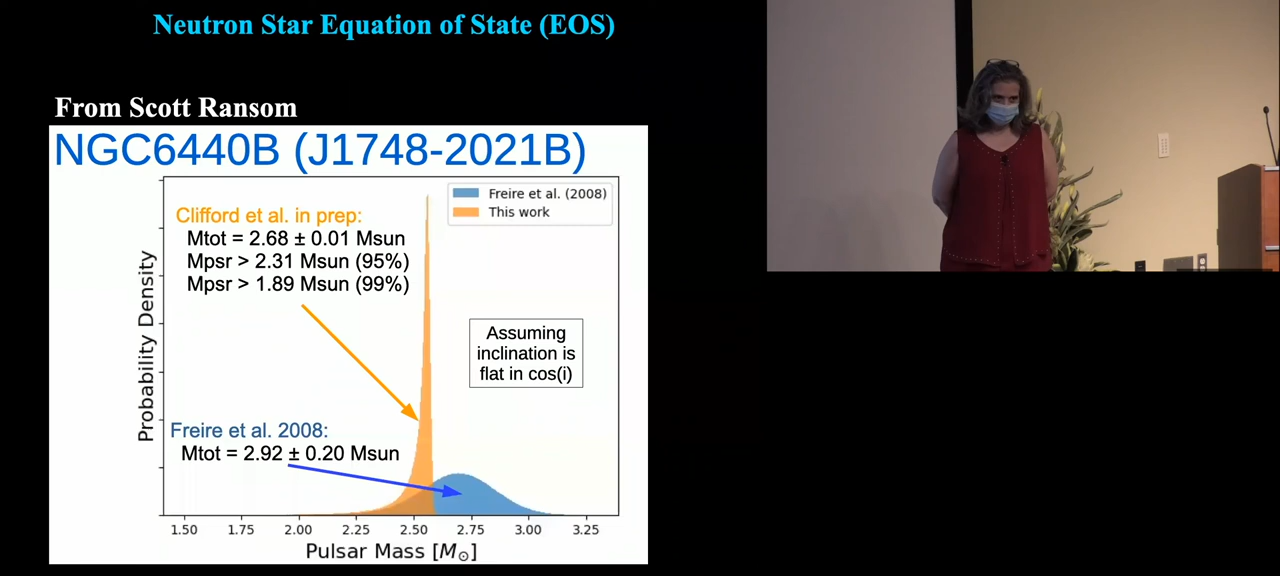 Neutron Star Equation of State (EOS)
From Scott Ransom
NGC6440B (J1748-2021B)
Freire et al. (2008)
This work
Clifford et al. in prep:
Mtot = 2.68 ± 0.01 Msun
Mpsr > 2.31 Msun (95%)
Mpsr > 1.89 Msun (99%)
Assuming
inclination is
flat in cos(i)
Freire et al. 2008:
Mtot = 2.92 ± 0.20 Msun
Probability Density
1.50 1.75 2.00 2.25 2.50 2.75 3.00 3.25
Pulsar Mass [M⊙]